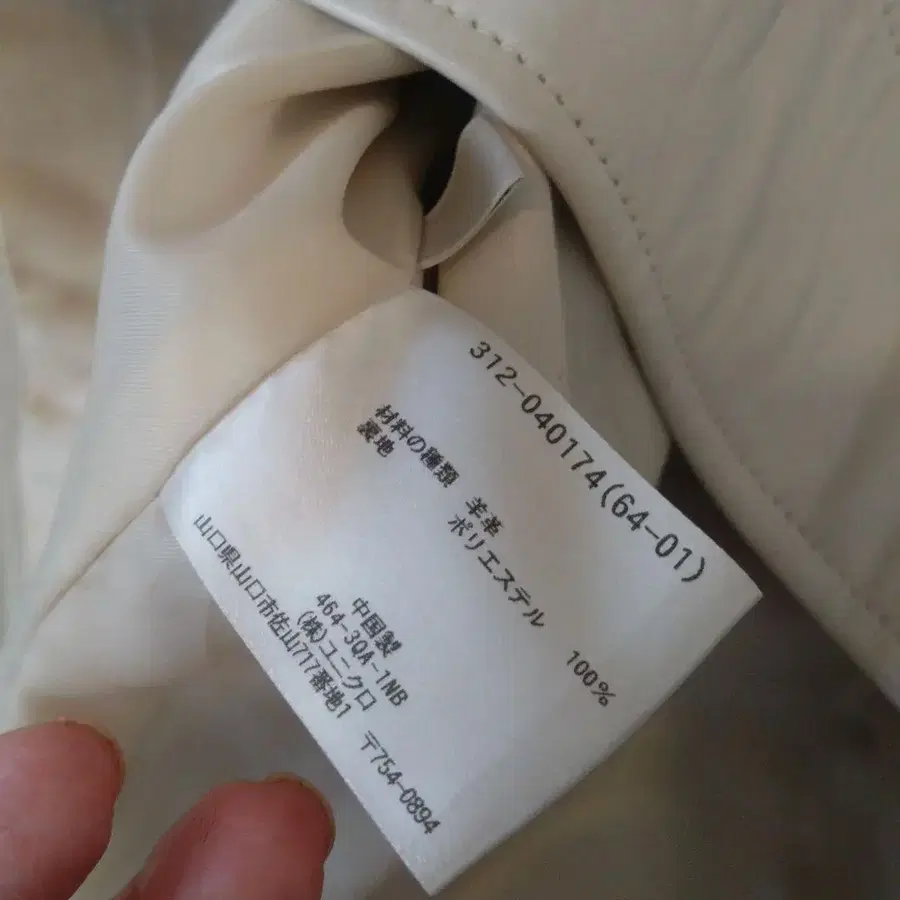 312-040174(64-01)
材料の種類 羊革
裏地 ポリエステル 100%
中国製
464-3QA-1NB
(株)ユニクロ
山口県山口市佐山717番地1 〒754-0894